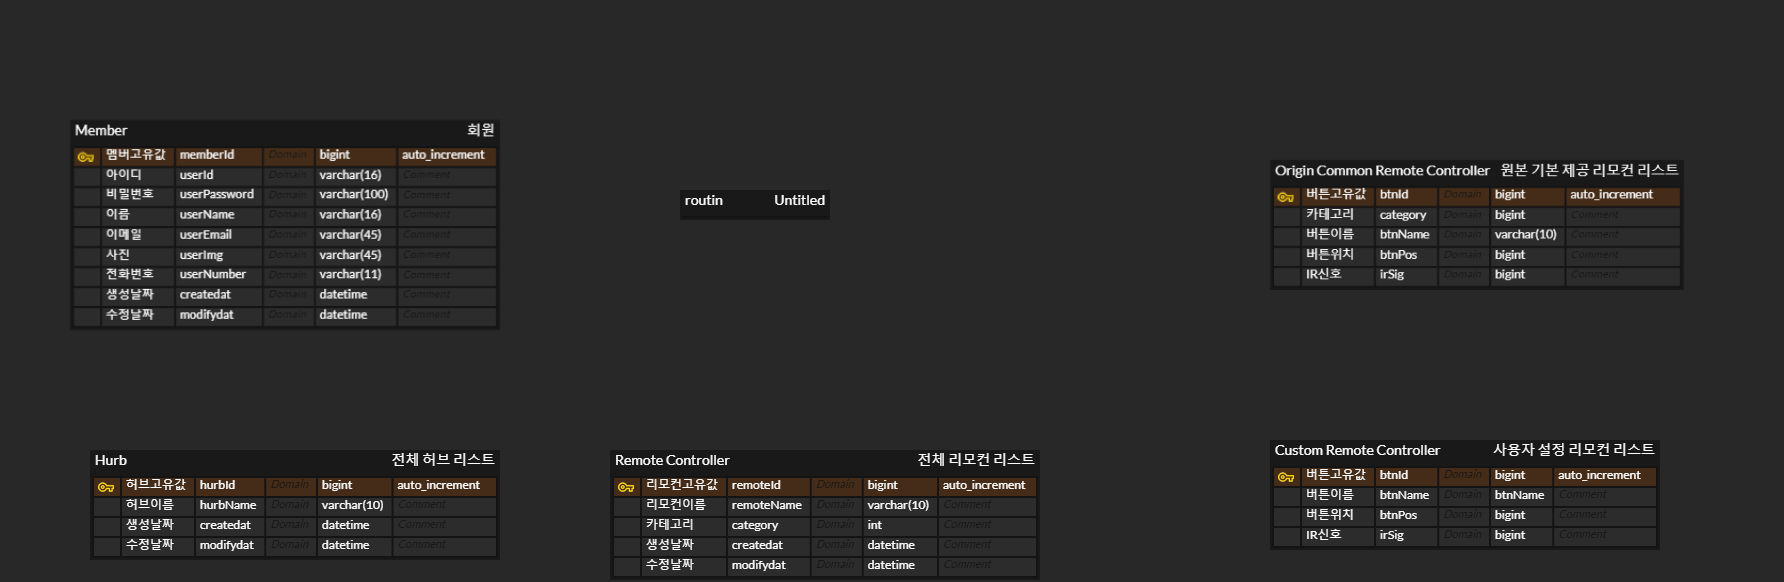 Member 회원
멤버고유값 memberId Domain bigint auto_increment
아이디 userId Domain varchar(16) Comment
비밀번호 userPassword Domain varchar(100) Comment
이름 userName Domain varchar(16) Comment
이메일 userEmail Domain varchar(45) Comment
사진 userImg Domain varchar(45) Comment
전화번호 userNumber Domain varchar(11) Comment
생성날짜 createdat Domain datetime Comment
수정날짜 modifydat Domain datetime Comment
routin Untitled
Origin Common Remote Controller 원본 기본 제공 리모컨 리스트
버튼고유값 btnId Domain bigint auto_increment
카테고리 category Domain bigint Comment
버튼이름 btnName Domain varchar(10) Comment
버튼위치 btnPos Domain bigint Comment
IR신호 irSig Domain bigint Comment
Hurb 전체 허브 리스트
허브고유값 hurbId Domain bigint auto_increment
허브이름 hurbName Domain varchar(10) Comment
생성날짜 createdat Domain datetime Comment
수정날짜 modifydat Domain datetime Comment
Remote Controller 전체 리모컨 리스트
리모컨고유값 remoteId Domain bigint auto_increment
리모컨이름 remoteName Domain varchar(10) Comment
카테고리 category Domain int Comment
생성날짜 createdat Domain datetime Comment
수정날짜 modifydat Domain datetime Comment
Custom Remote Controller 사용자 설정 리모컨 리스트
버튼고유값 btnId Domain bigint auto_increment
버튼이름 btnName Domain btnName Comment
버튼위치 btnPos Domain bigint Comment
IR신호 irSig Domain bigint Comment